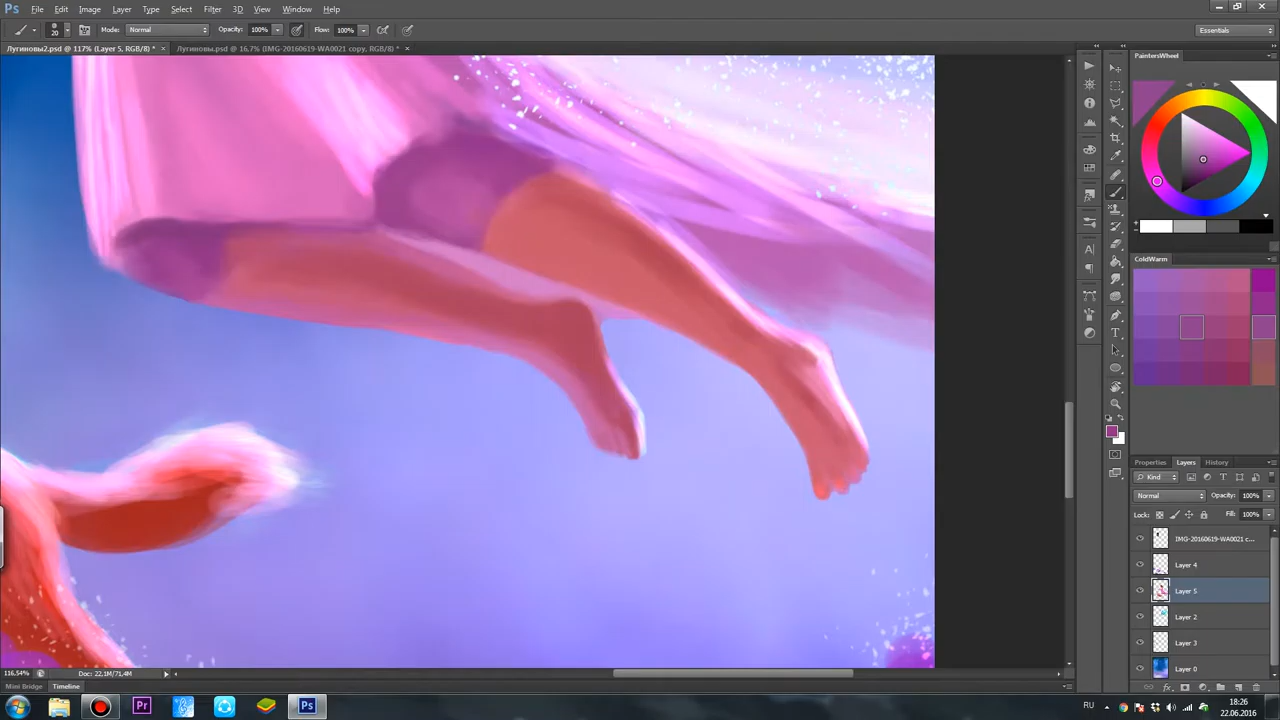 Ps File Edit Image Layer Type Select Filter 3D View Window Help
20 Mode: Normal Opacity: 100% Flow: 100% Essentials
Лугиновы2.psd @ 117% (Layer 5, RGB/8) * × Лугиновы.psd @ 16,7% (IMG-20160619-WA0021 copy, RGB/8) * ×
PaintersWheel
ColdWarm
Properties Layers History
Kind
Normal Opacity: 100%
Lock: Fill: 100%
IMG-20160619-WA0021 c...
Layer 4
Layer 5
Layer 2
Layer 3
Layer 0
116,54% Doc: 22,1M/71,4M
Mini Bridge Timeline
Pr Ps RU 18:26
22.06.2016